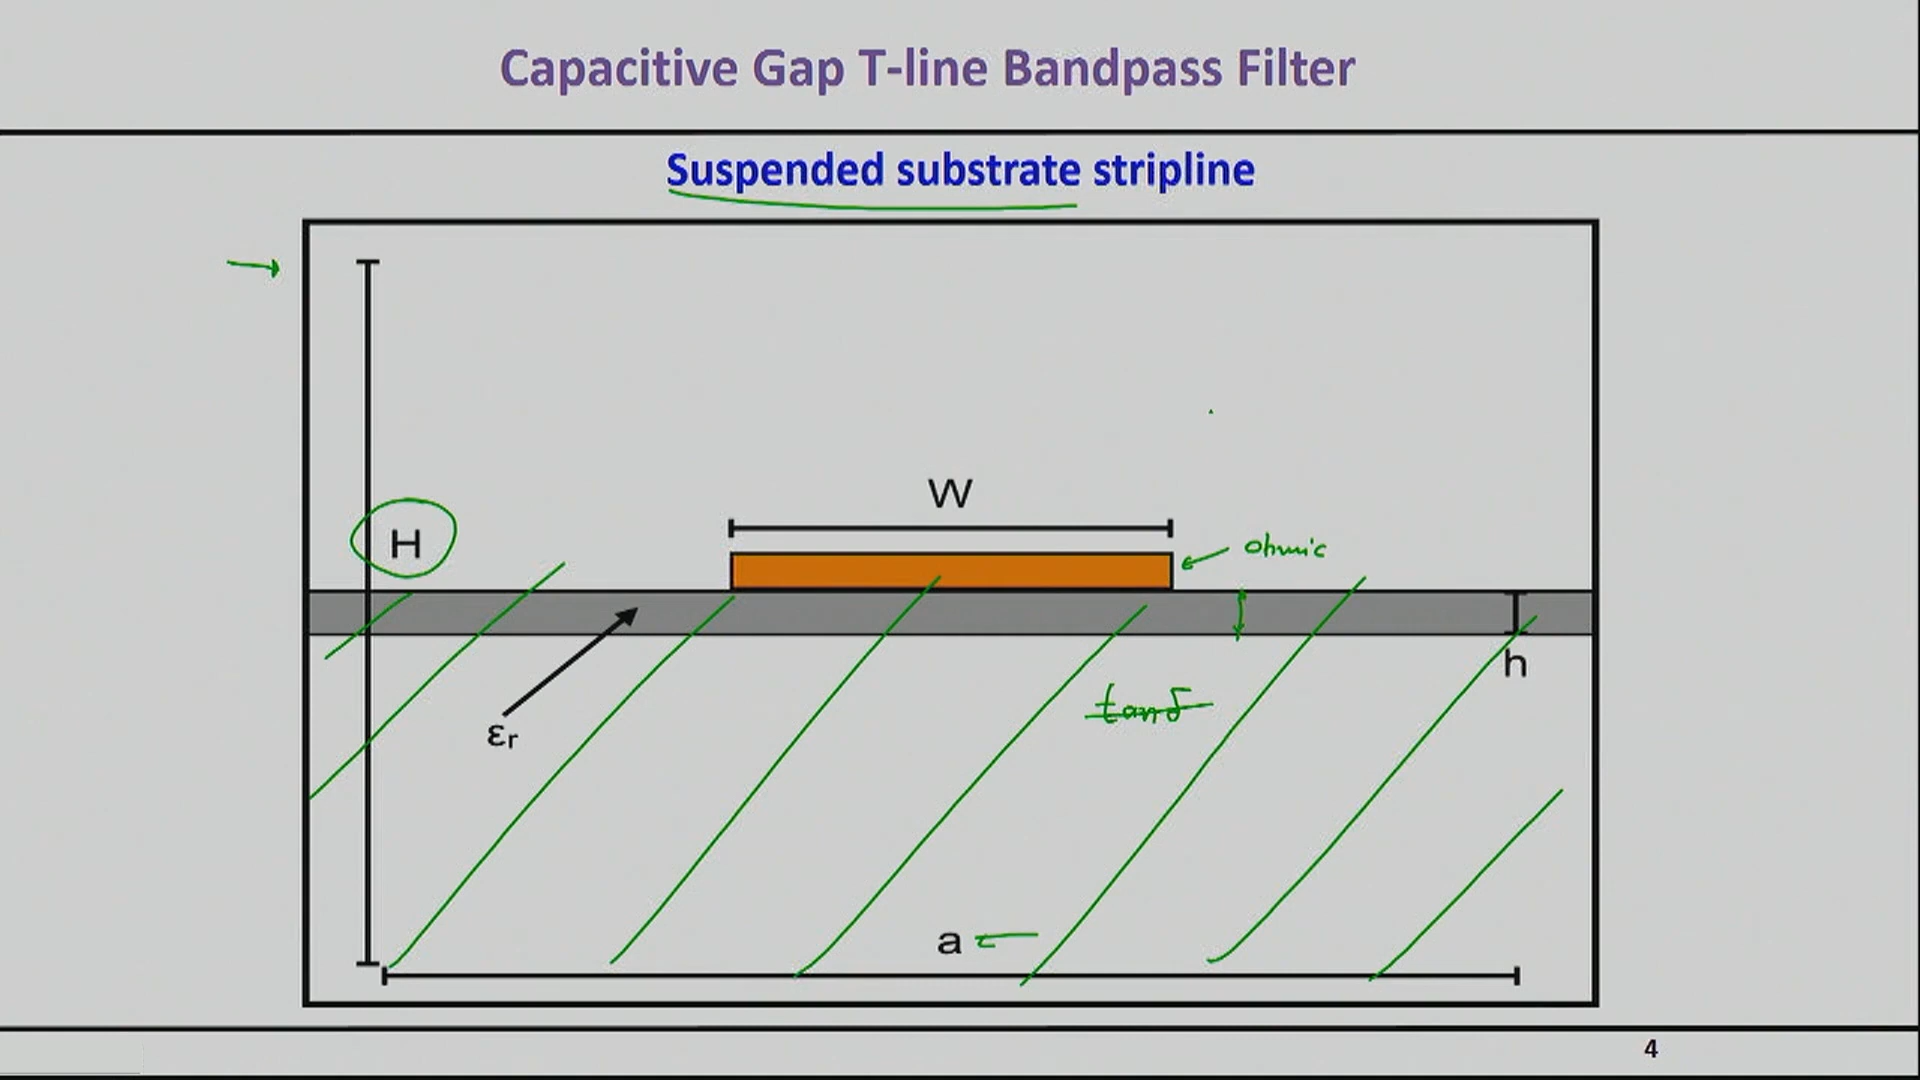 Capacitive Gap T-line Bandpass Filter
Suspended substrate stripline
W
H
ohmic
h
tanδ
εr
a
4